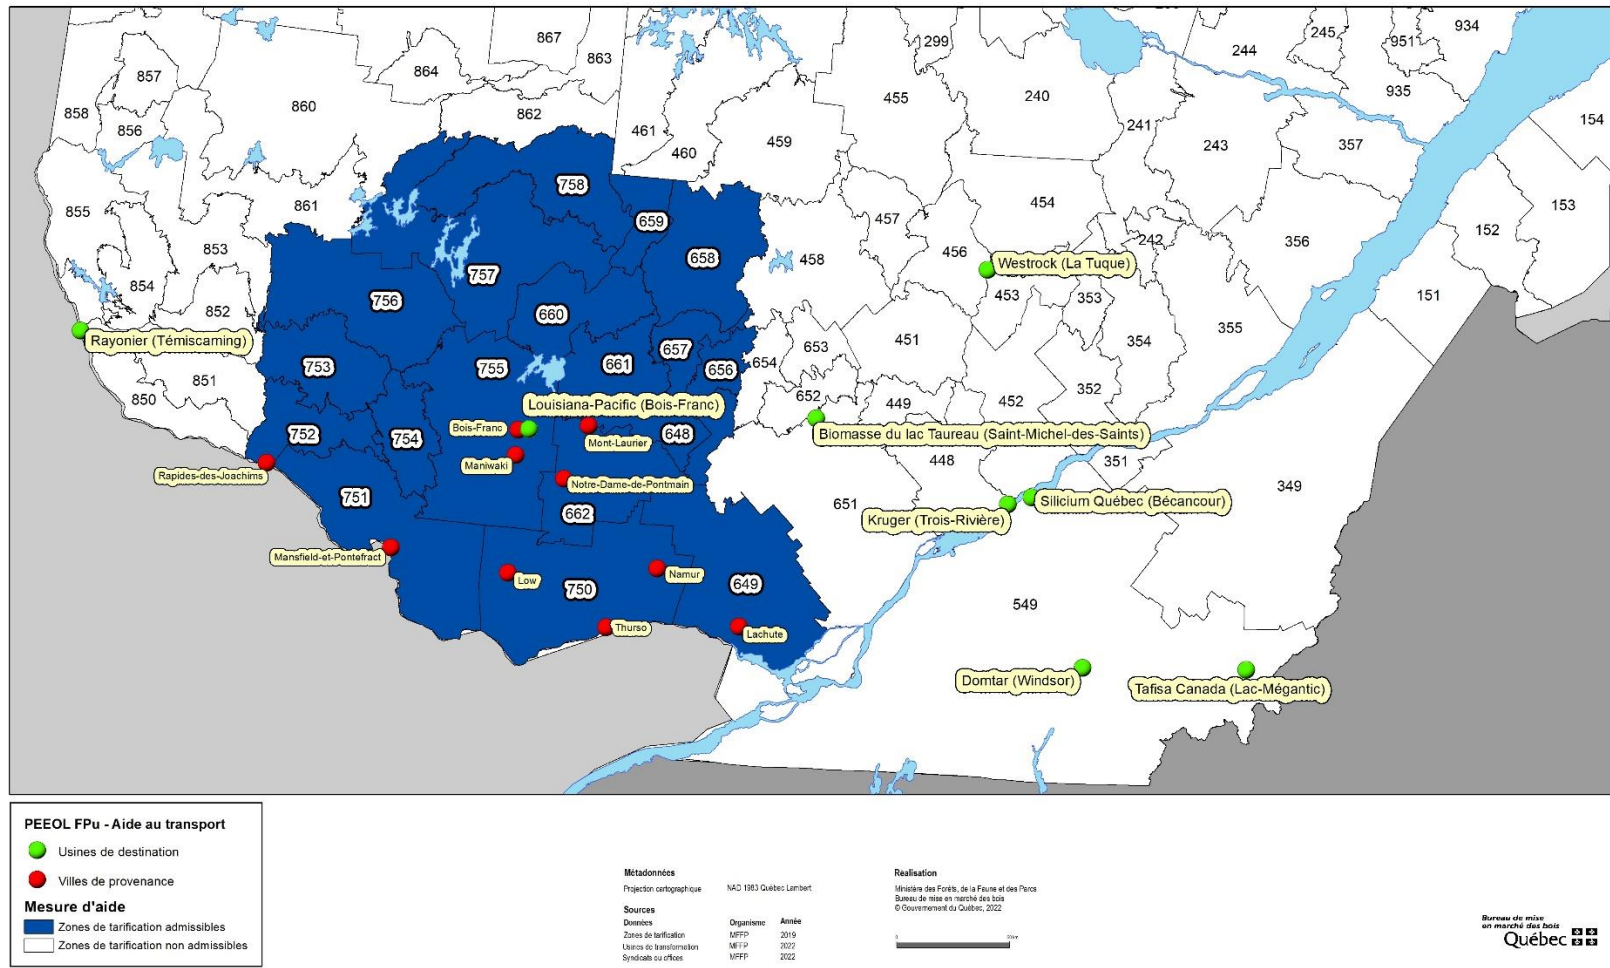 299
244
245
951
934
867
863
864
857
858
860
455
240
935
856
862
461
460
459
241
243
357
154
758
855
861
659
457
454
242
356
152
153
853
658
456
Westrock (La Tuque)
458
757
854
756
852
660
453
353
151
Rayonier (Témiscaming)
355
354
753
755
661
657
656
654
653
451
851
850
652
449
452
352
Louisiana-Pacific (Bois-Franc)
Bois-Franc
752
754
Mont-Laurier
648
Biomasse du lac Taureau (Saint-Michel-des-Saints)
Maniwaki
448
351
Rapides-des-Joachims
Notre-Dame-de-Pontmain
349
751
662
651
Silicium Québec (Bécancour)
Kruger (Trois-Rivière)
Mansfield-et-Pontefract
Low
750
Namur
649
549
Thurso
Lachute
Domtar (Windsor)
Tafisa Canada (Lac-Mégantic)
PEEOL FPu - Aide au transport
Usines de destination
Villes de provenance
Mesure d'aide
Zones de tarification admissibles
Zones de tarification non admissibles
Métadonnées
Projection cartographique NAD 1983 Québec Lambert
Sources
Données Organisme Année
Zones de tarification MFFP 2019
Usines de transformation MFFP 2022
Syndicats ou offices MFFP 2022
Réalisation
Ministère des Forêts, de la Faune et des Parcs
Bureau de mise en marché des bois
© Gouvernement du Québec, 2022
0
Bureau de mise
en marché des bois
Québec